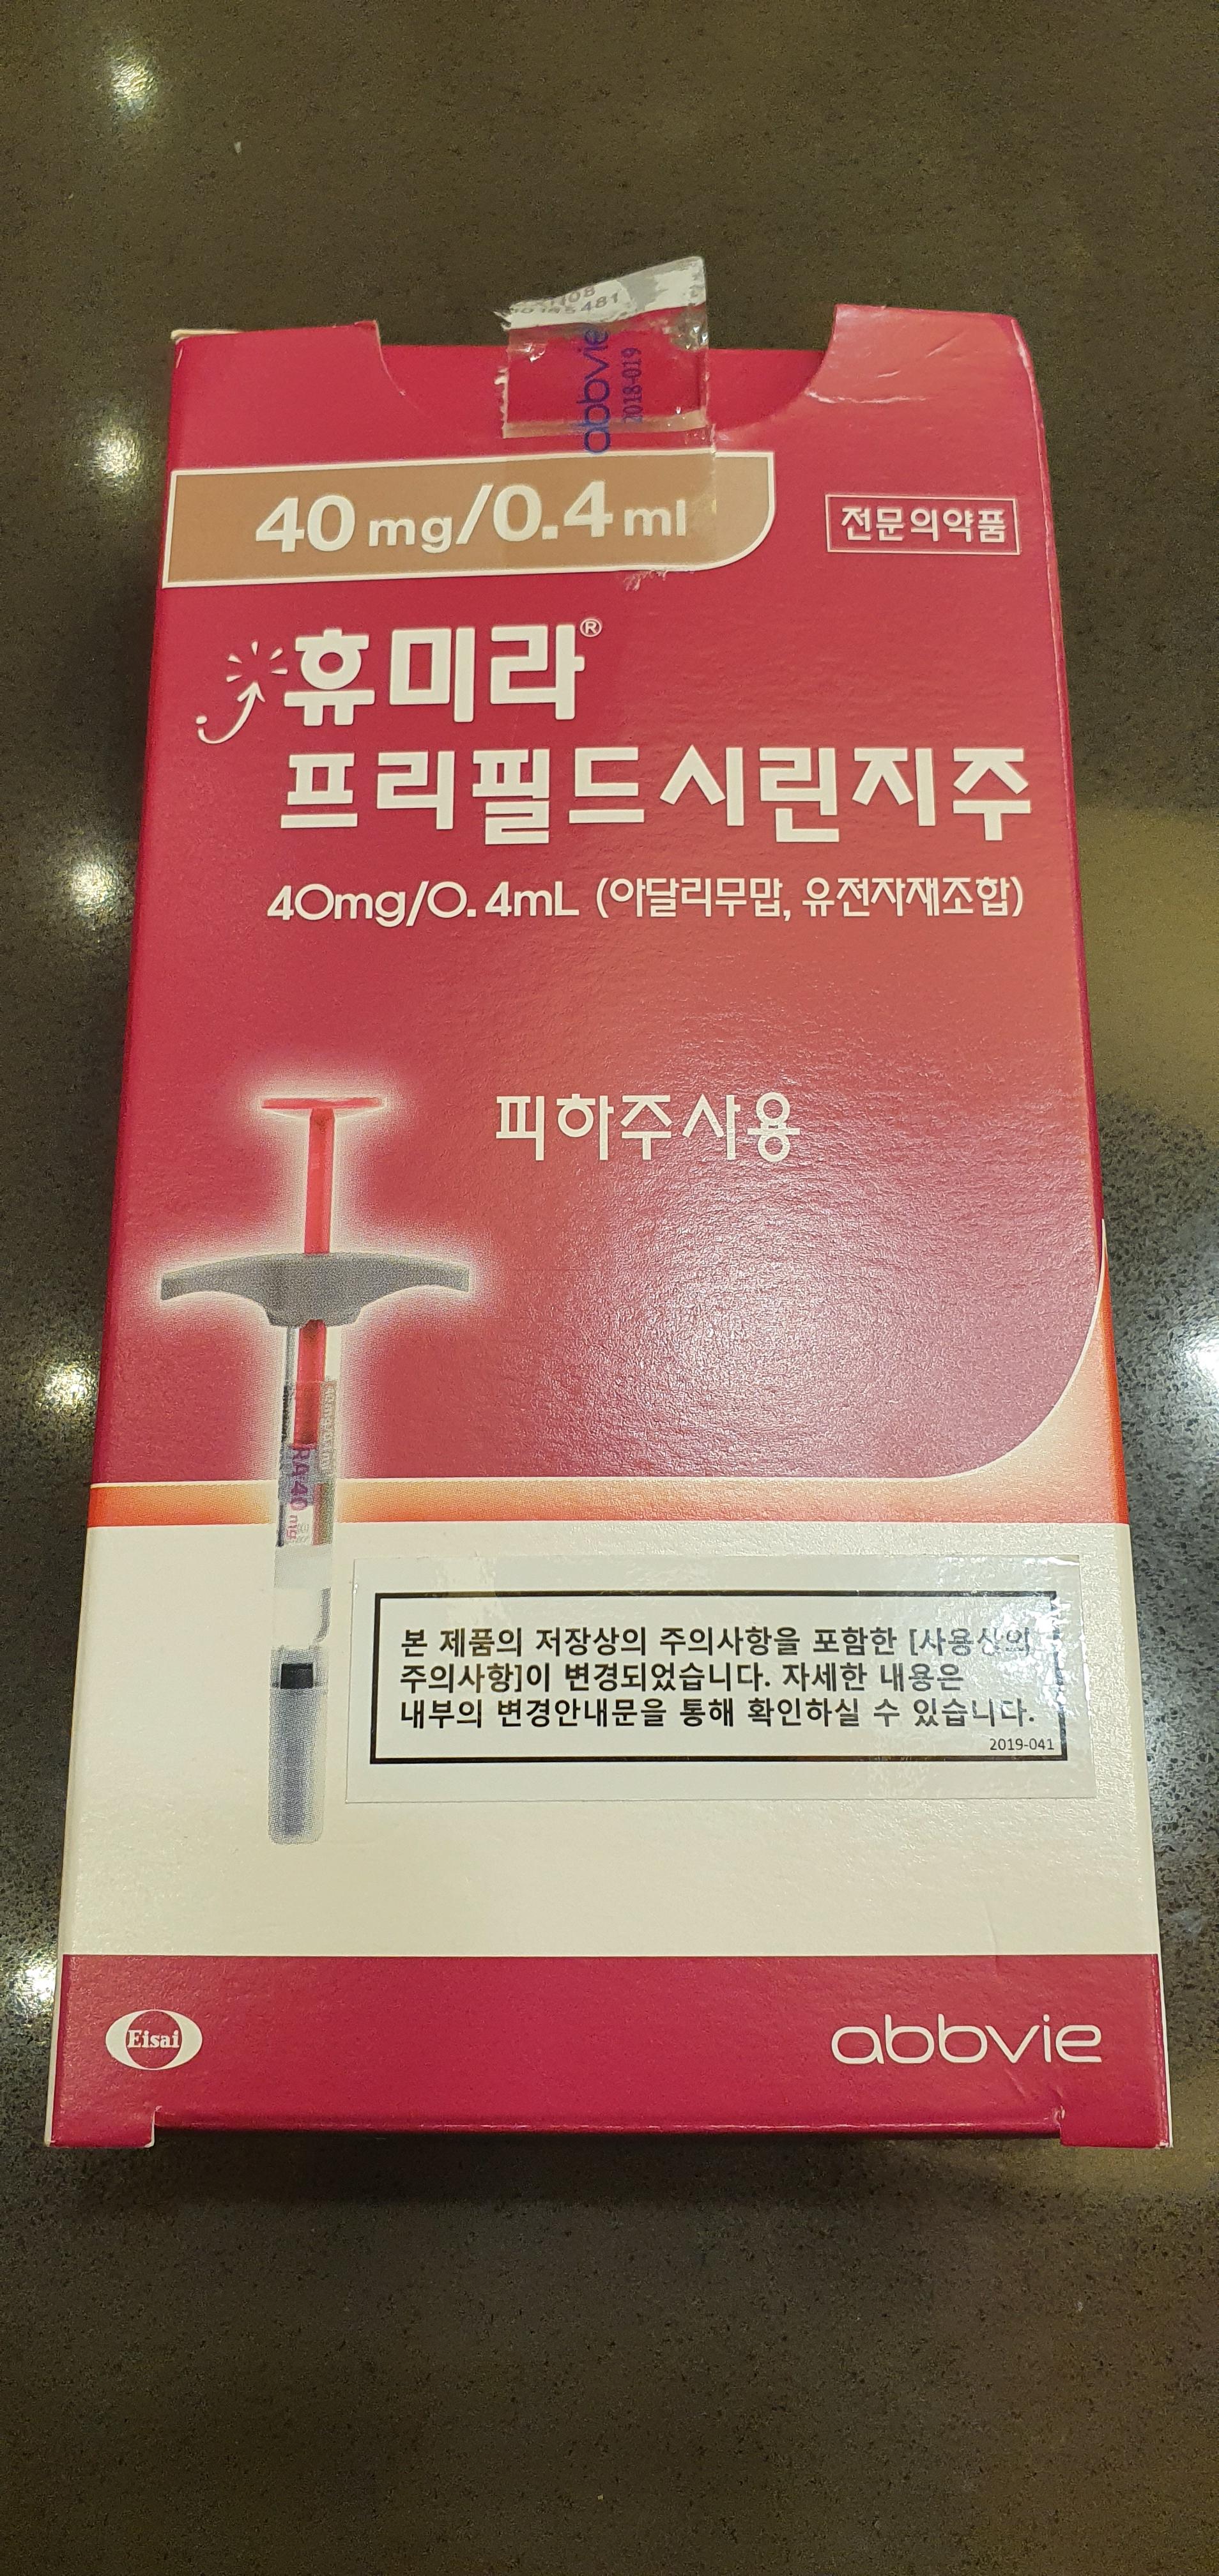 481
abbvie
2018-019
40 mg/0.4 ml
전문의약품
휴미라®
프리필드시린지주
40mg/0.4mL (아달리무맙, 유전자재조합)
피하주사용
RA 40 mg
본 제품의 저장상의 주의사항을 포함한 [사용상의
주의사항]이 변경되었습니다. 자세한 내용은
내부의 변경안내문을 통해 확인하실 수 있습니다.
2019-041
Eisai
abbvie